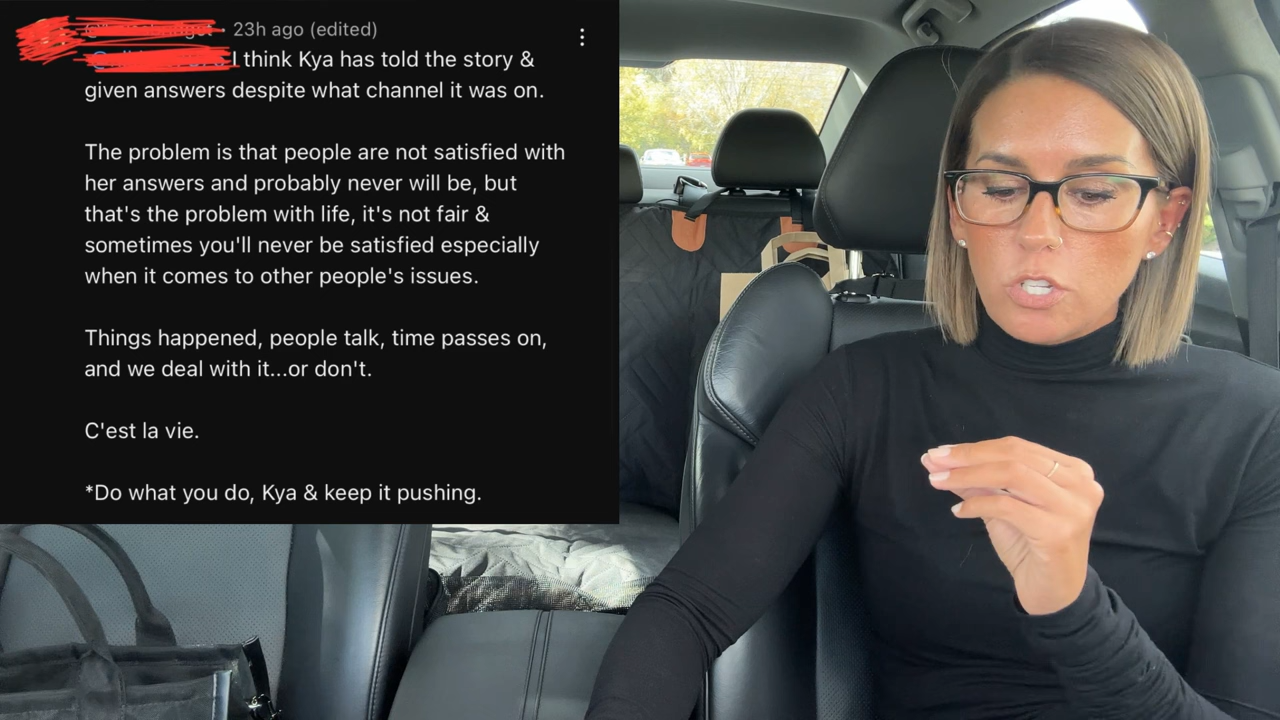 23h ago (edited)
I think Kya has told the story &
given answers despite what channel it was on.
The problem is that people are not satisfied with
her answers and probably never will be, but
that's the problem with life, it's not fair &
sometimes you'll never be satisfied especially
when it comes to other people's issues.
Things happened, people talk, time passes on,
and we deal with it...or don't.
C'est la vie.
*Do what you do, Kya & keep it pushing.